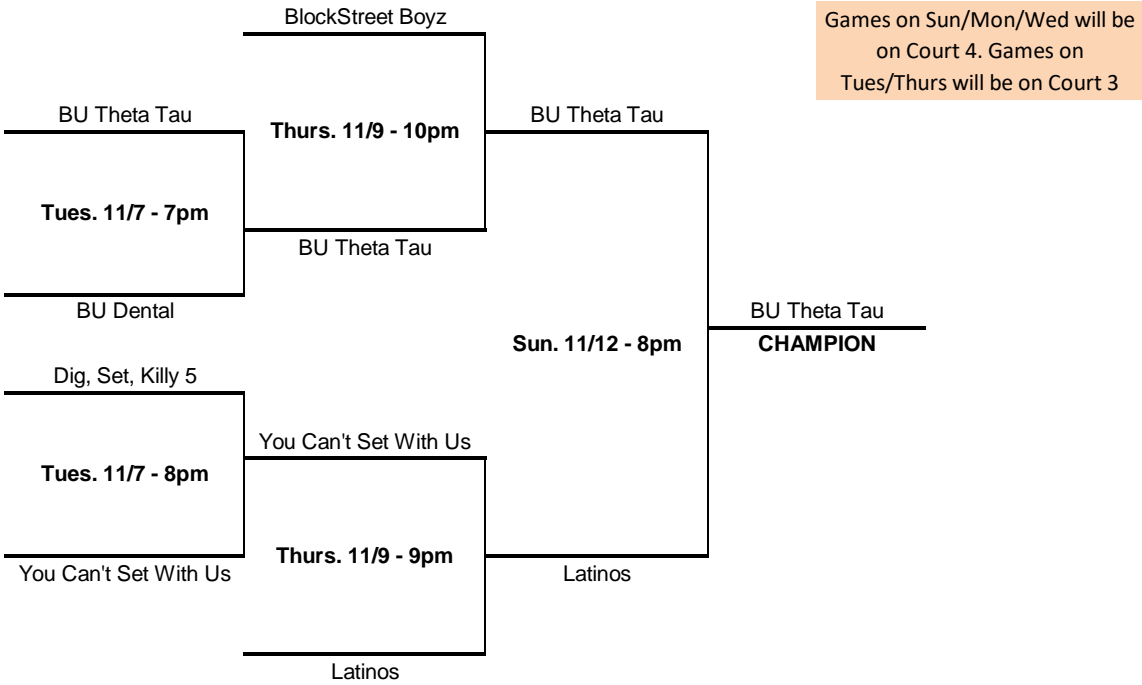 BlockStreet Boyz
Games on Sun/Mon/Wed will be
on Court 4. Games on
Tues/Thurs will be on Court 3
BU Theta Tau
Thurs. 11/9 - 10pm
BU Theta Tau
Tues. 11/7 - 7pm
BU Theta Tau
BU Dental
BU Theta Tau
Sun. 11/12 - 8pm
CHAMPION
Dig, Set, Killy 5
You Can't Set With Us
Tues. 11/7 - 8pm
Thurs. 11/9 - 9pm
You Can't Set With Us
Latinos
Latinos